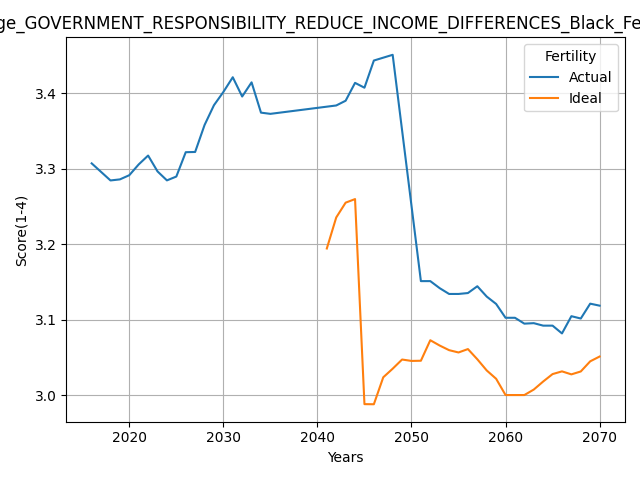 ge_GOVERNMENT_RESPONSIBILITY_REDUCE_INCOME_DIFFERENCES_Black_Fe
Fertility
Actual
Ideal
3.4
3.3
3.2
3.1
3.0
Score(1-4)
2020 2030 2040 2050 2060 2070
Years